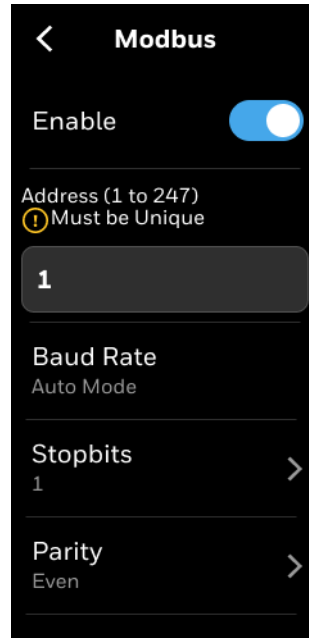 Modbus
Enable
Address (1 to 247)
Must be Unique
1
Baud Rate
Auto Mode
Stopbits
1
Parity
Even